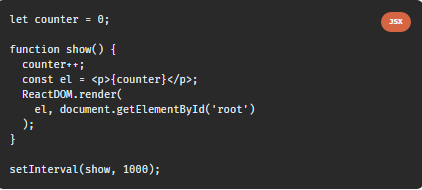 let counter = 0;
JSX
function show() {
  counter++;
  const el = <p>{counter}</p>;
  ReactDOM.render(
    el, document.getElementById('root')
  );
}
setInterval(show, 1000);